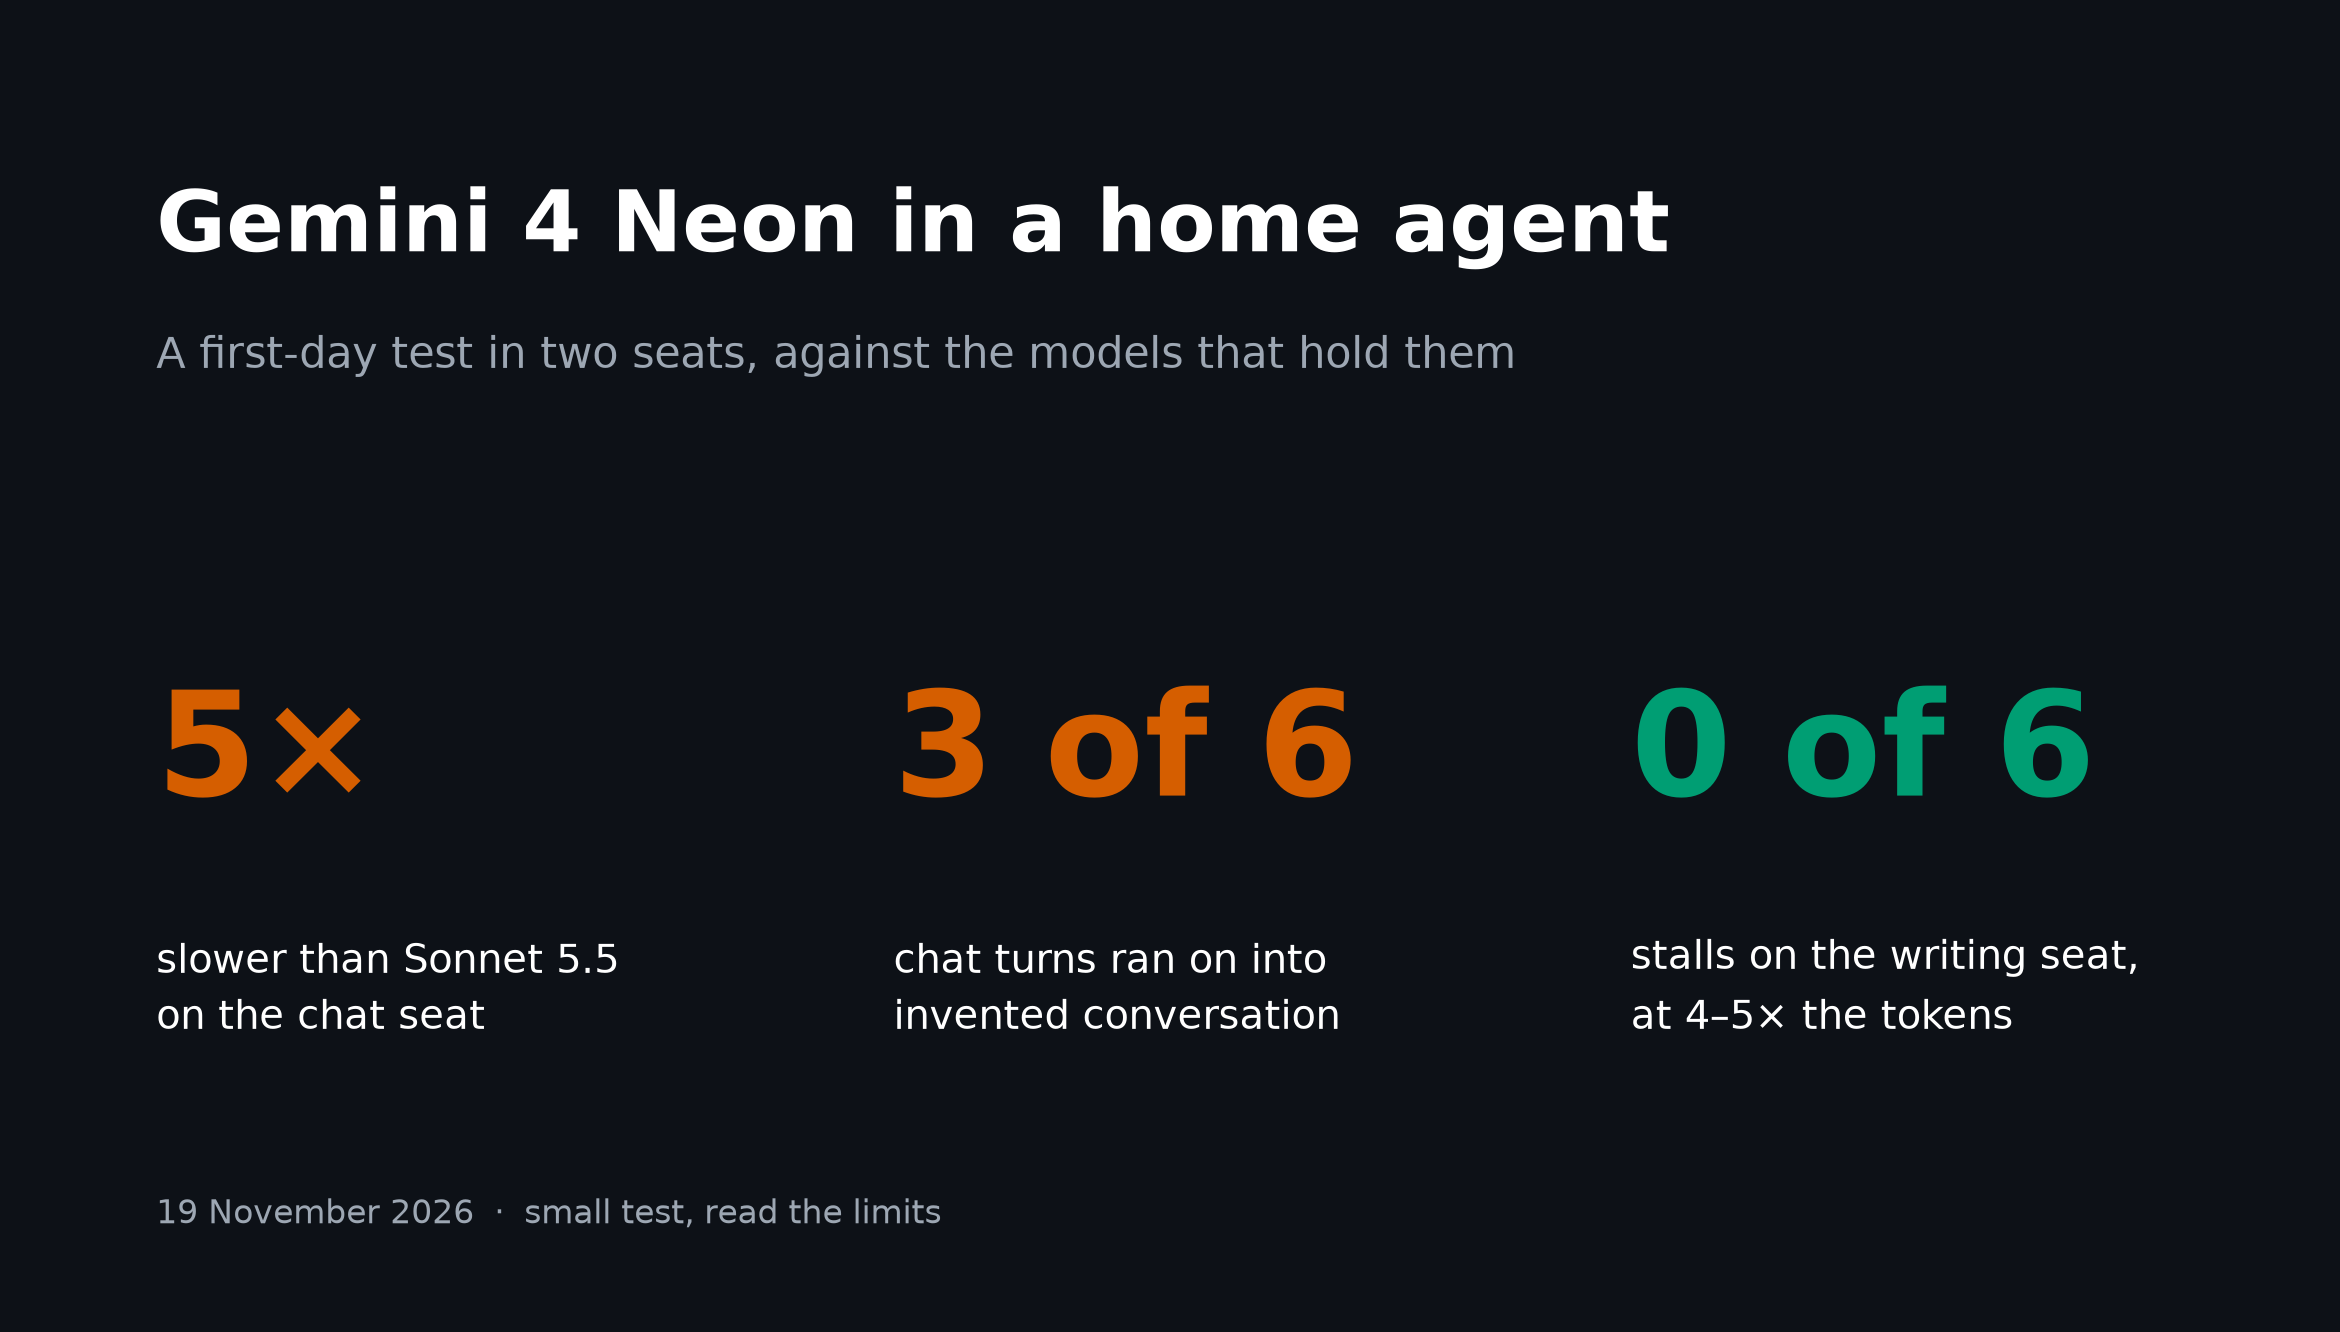 Gemini 4 Neon in a home agent
A first-day test in two seats, against the models that hold them
5×
slower than Sonnet 5.5
on the chat seat
3 of 6
chat turns ran on into
invented conversation
0 of 6
stalls on the writing seat,
at 4–5× the tokens
19 November 2026 · small test, read the limits